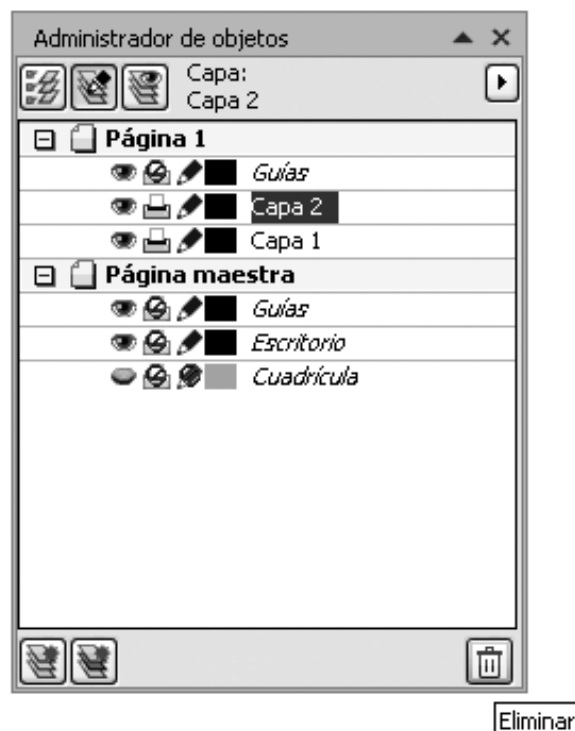 Administrador de objetos
Capa:
Capa 2
Página 1
Guías
Capa 2
Capa 1
Página maestra
Guías
Escritorio
Cuadrícula
Eliminar